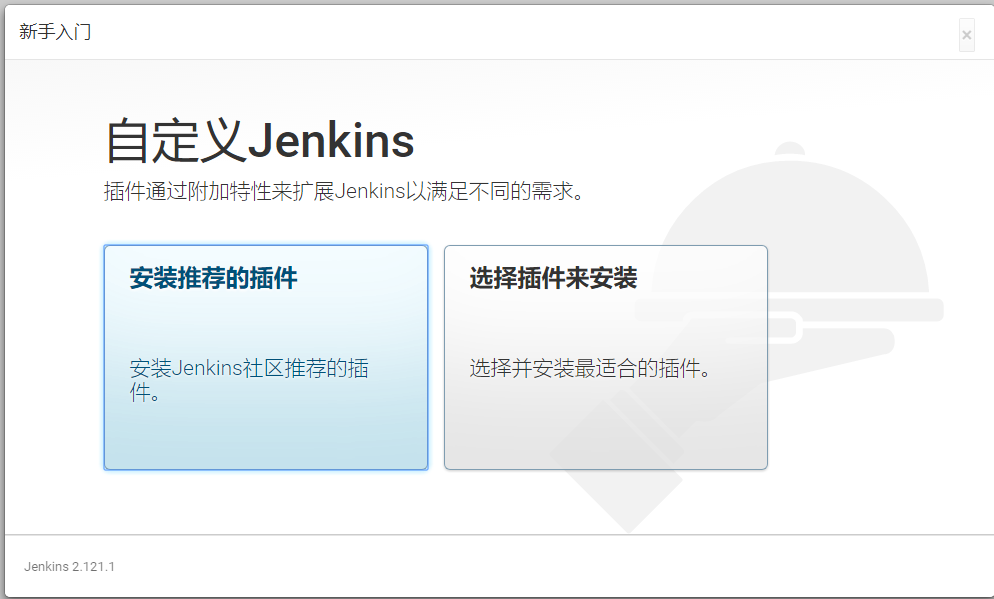 新手入门
×
自定义Jenkins
插件通过附加特性来扩展Jenkins以满足不同的需求。
安装推荐的插件
安装Jenkins社区推荐的插
件。
选择插件来安装
选择并安装最适合的插件。
Jenkins 2.121.1